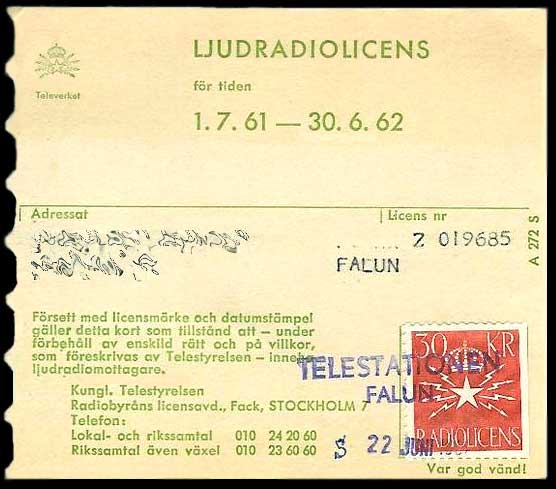 LJUDRADIOLICENS
för tiden
Televerket
1.7.61 — 30.6.62
Adressat
Licens nr
Z 019685
FALUN
A 272 S
Försett med licensmärke och datumstämpel
gäller detta kort som tillstånd att – under
förbehåll av enskild rätt och på villkor,
som föreskrivas av Telestyrelsen –
ljudradiomottagare.
Kungl. Telestyrelsen
Radiobyråns licensavd., Fack, STOCKHOLM 7
Telefon:
Lokal- och rikssamtal 010 24 20 60
Rikssamtal även växel 010 23 60 60
30 KR
RADIOLICENS
TELESTATIONEN
FALUN
S 22 JUNI
Var god vänd!